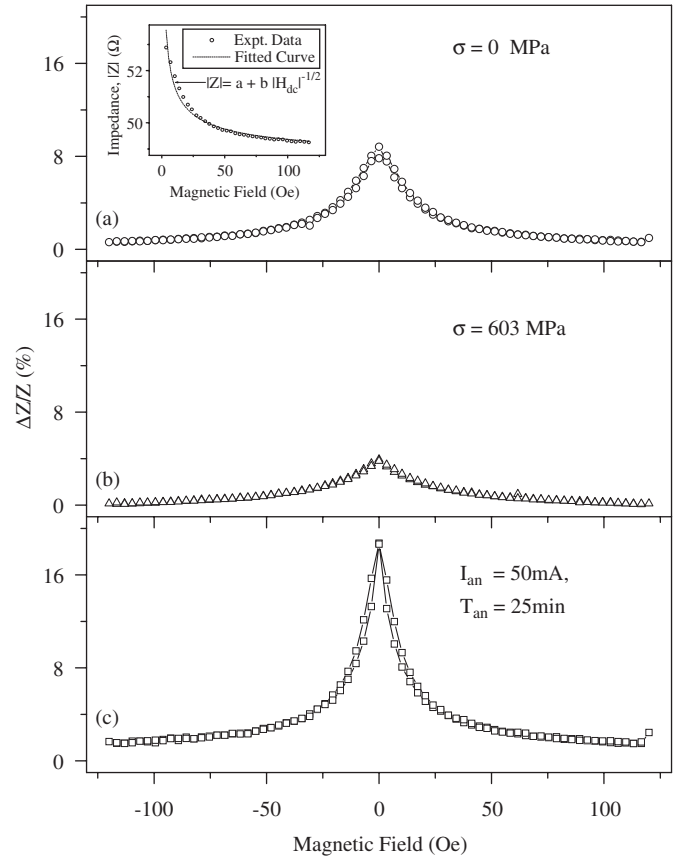 Impedance, |Z| (Ω)
52
50
Expt. Data
Fitted Curve
|Z|= a + b |H_dc|^-1/2
0 50 100
Magnetic Field (Oe)
σ = 0 MPa
16
8
0
(a)
σ = 603 MPa
16
8
0
(b)
ΔZ/Z (%)
I_an = 50mA,
T_an = 25min
16
8
0
(c)
-100 -50 0 50 100
Magnetic Field (Oe)